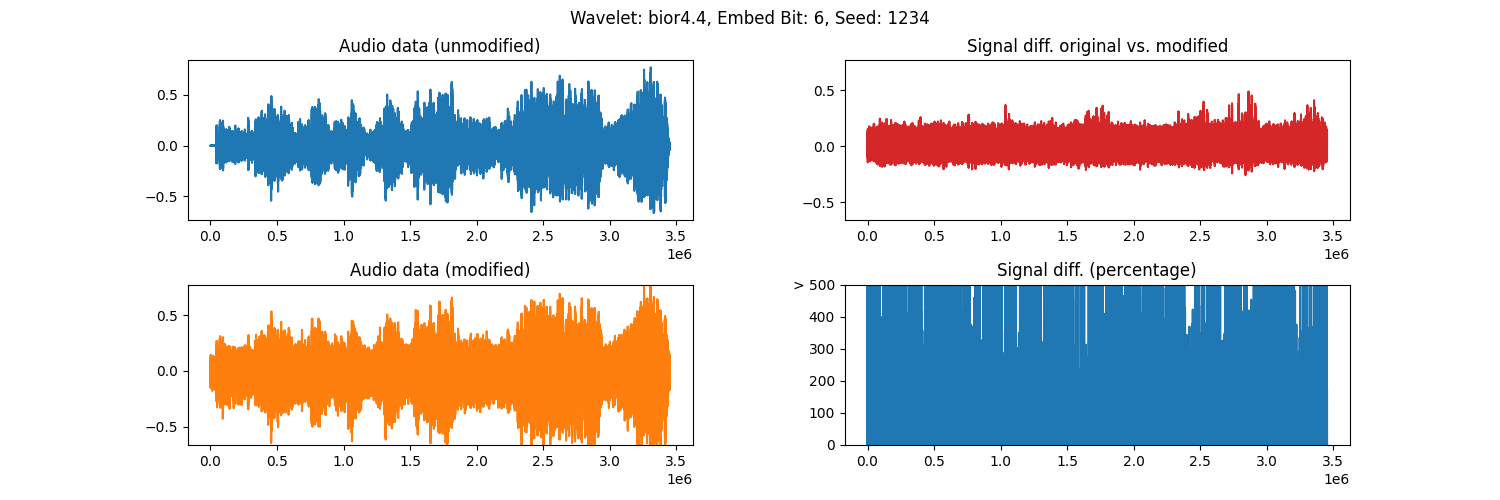 Wavelet: bior4.4, Embed Bit: 6, Seed: 1234
Audio data (unmodified)
0.5
0.0
−0.5
0.0 0.5 1.0 1.5 2.0 2.5 3.0 3.5
1e6
Signal diff. original vs. modified
0.5
0.0
−0.5
0.0 0.5 1.0 1.5 2.0 2.5 3.0 3.5
1e6
Audio data (modified)
0.5
0.0
−0.5
0.0 0.5 1.0 1.5 2.0 2.5 3.0 3.5
1e6
Signal diff. (percentage)
> 500
400
300
200
100
0
0.0 0.5 1.0 1.5 2.0 2.5 3.0 3.5
1e6